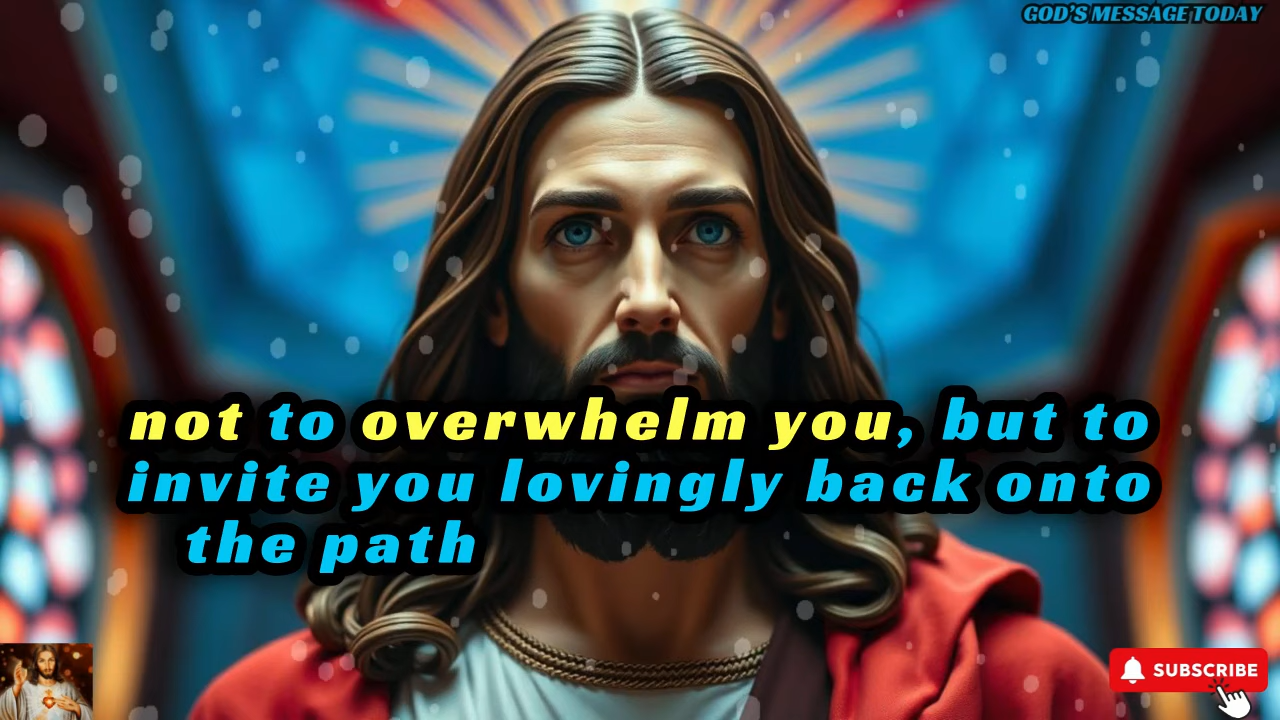 GOD'S MESSAGE TODAY
not to overwhelm you, but to
invite you lovingly back onto
the path
SUBSCRIBE